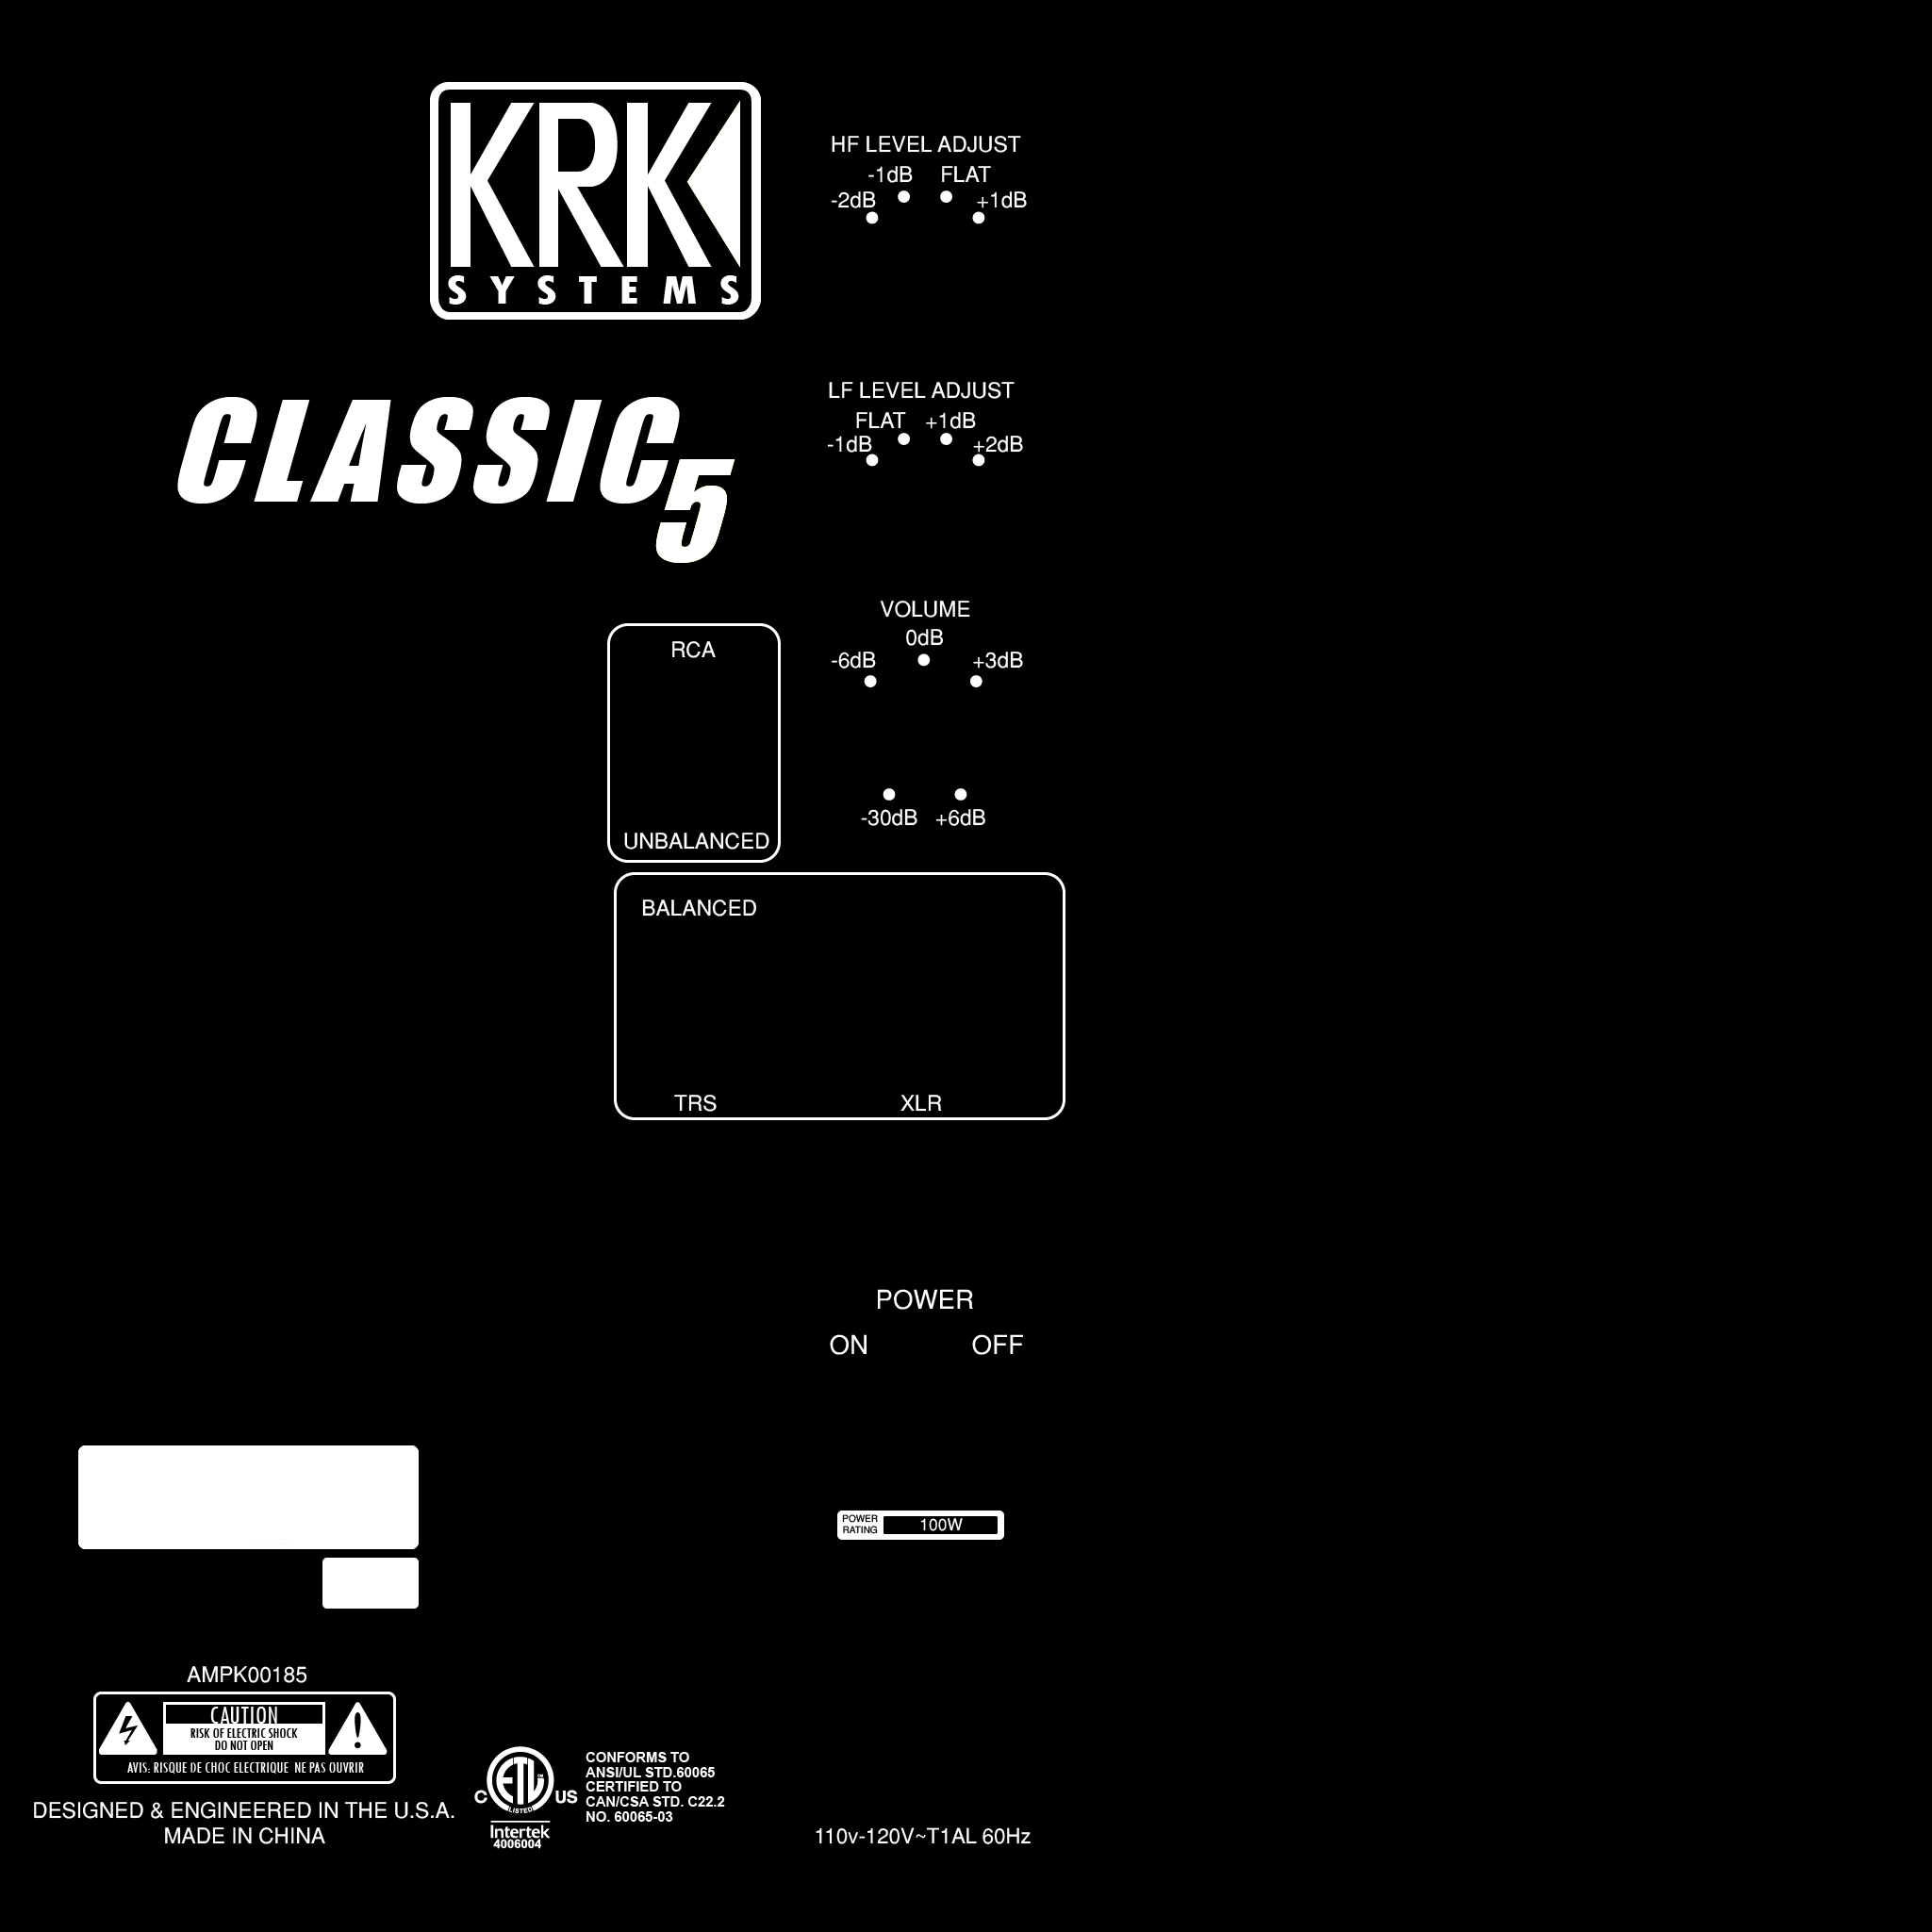 KRK
SYSTEMS
HF LEVEL ADJUST
-1dB FLAT
-2dB +1dB
CLASSIC5
LF LEVEL ADJUST
FLAT +1dB
-1dB +2dB
VOLUME
0dB
-6dB +3dB
-30dB +6dB
RCA
UNBALANCED
BALANCED
TRS XLR
POWER
ON OFF
POWER
RATING
100W
AMPK00185
CAUTION
RISK OF ELECTRIC SHOCK
DO NOT OPEN
AVIS: RISQUE DE CHOC ELECTRIQUE NE PAS OUVRIR
DESIGNED & ENGINEERED IN THE U.S.A.
MADE IN CHINA
C ETL US
LISTED
Intertek
4006004
CONFORMS TO
ANSI/UL STD.60065
CERTIFIED TO
CAN/CSA STD. C22.2
NO. 60065-03
110v-120V~T1AL 60Hz